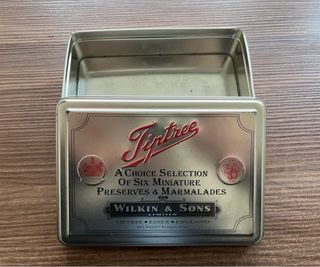 Tiptree
A CHOICE SELECTION
OF SIX MINIATURE
PRESERVES & MARMALADES
WILKIN & SONS
LIMITED
TIPTREE • ESSEX • ENGLAND